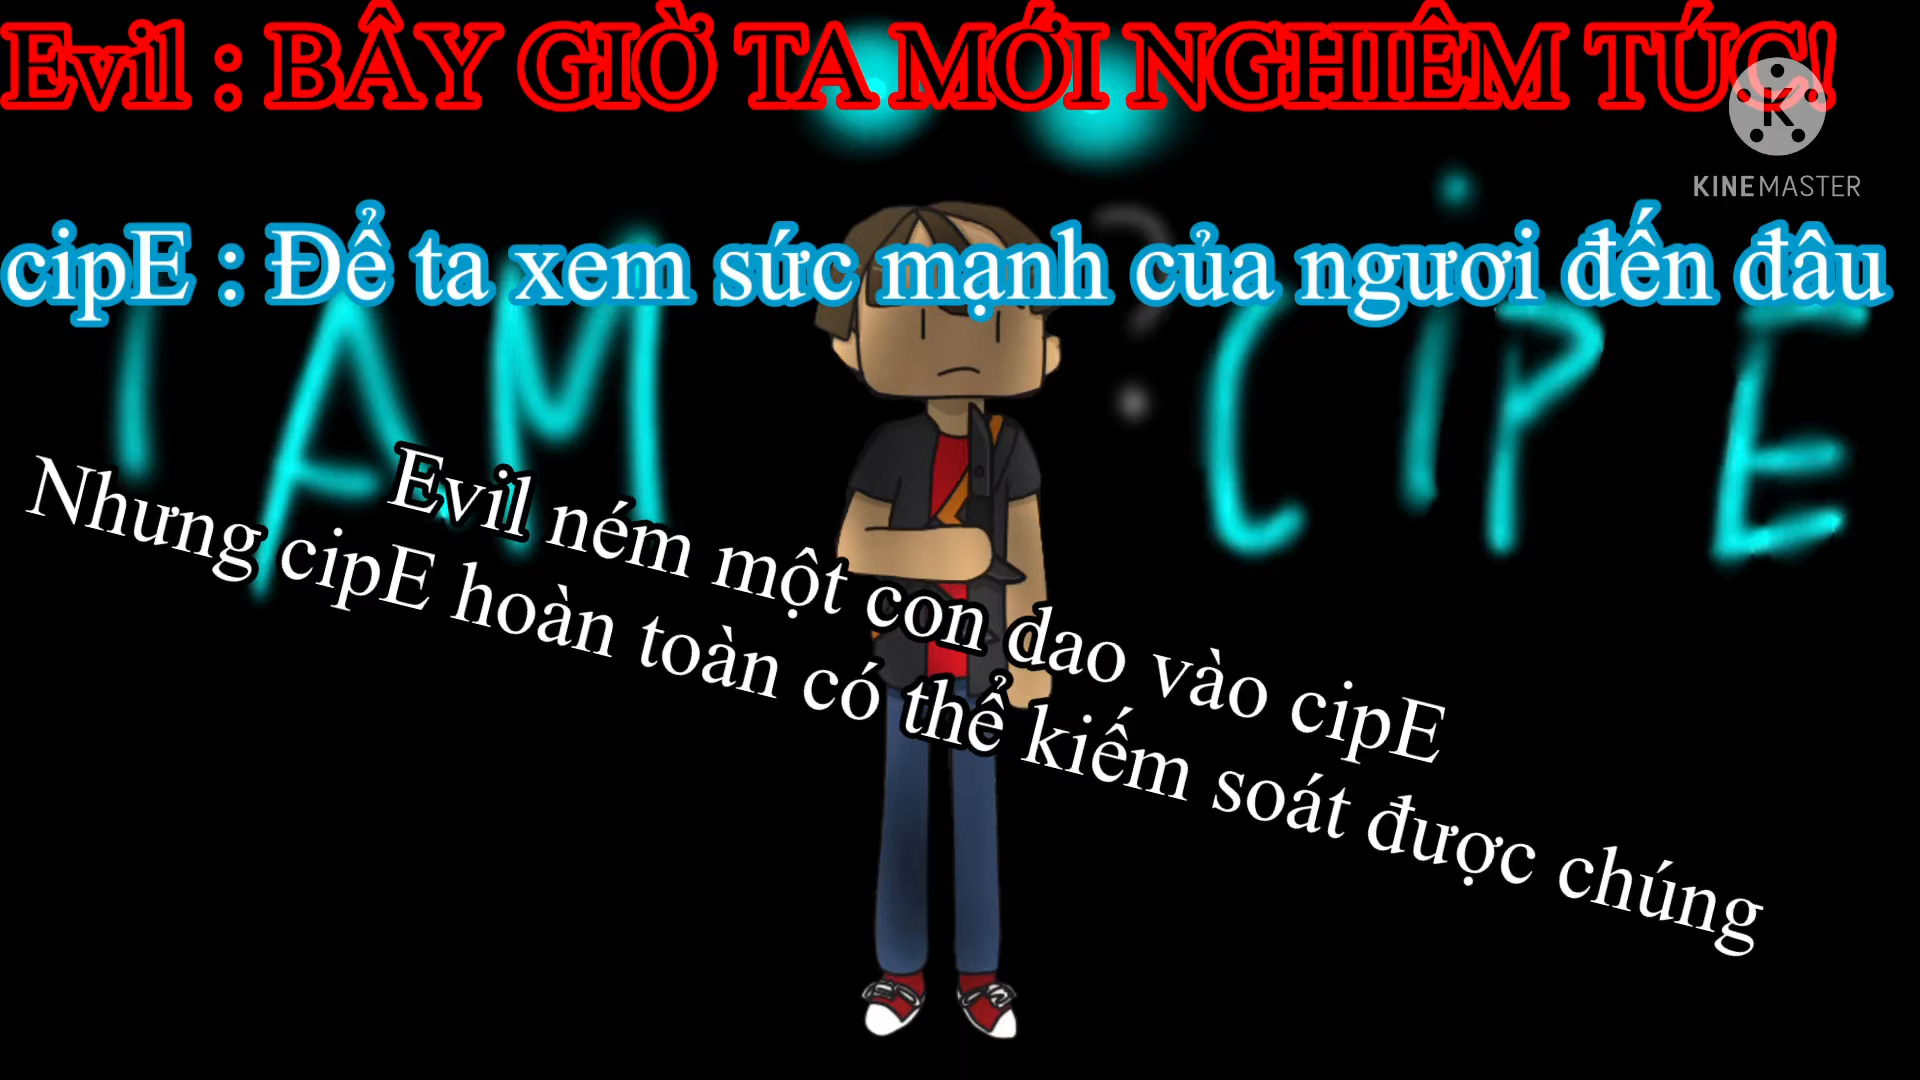 Evil : BÂY GIỜ TA MỚI NGHIÊM TÚC!
K
KINEMASTER
cipE : Để ta xem sức mạnh của ngươi đến đâu
?
I AM CiPE
Evil ném một con dao vào cipE
Nhưng cipE hoàn toàn có thể kiếm soát được chúng